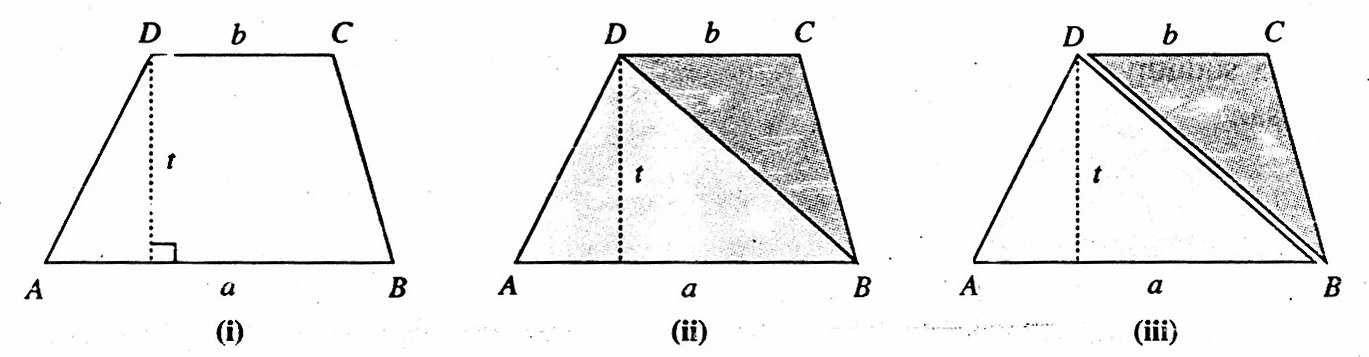 D b C D b C D b C
t t t
A a B A a B A a B
(i) (ii) (iii)